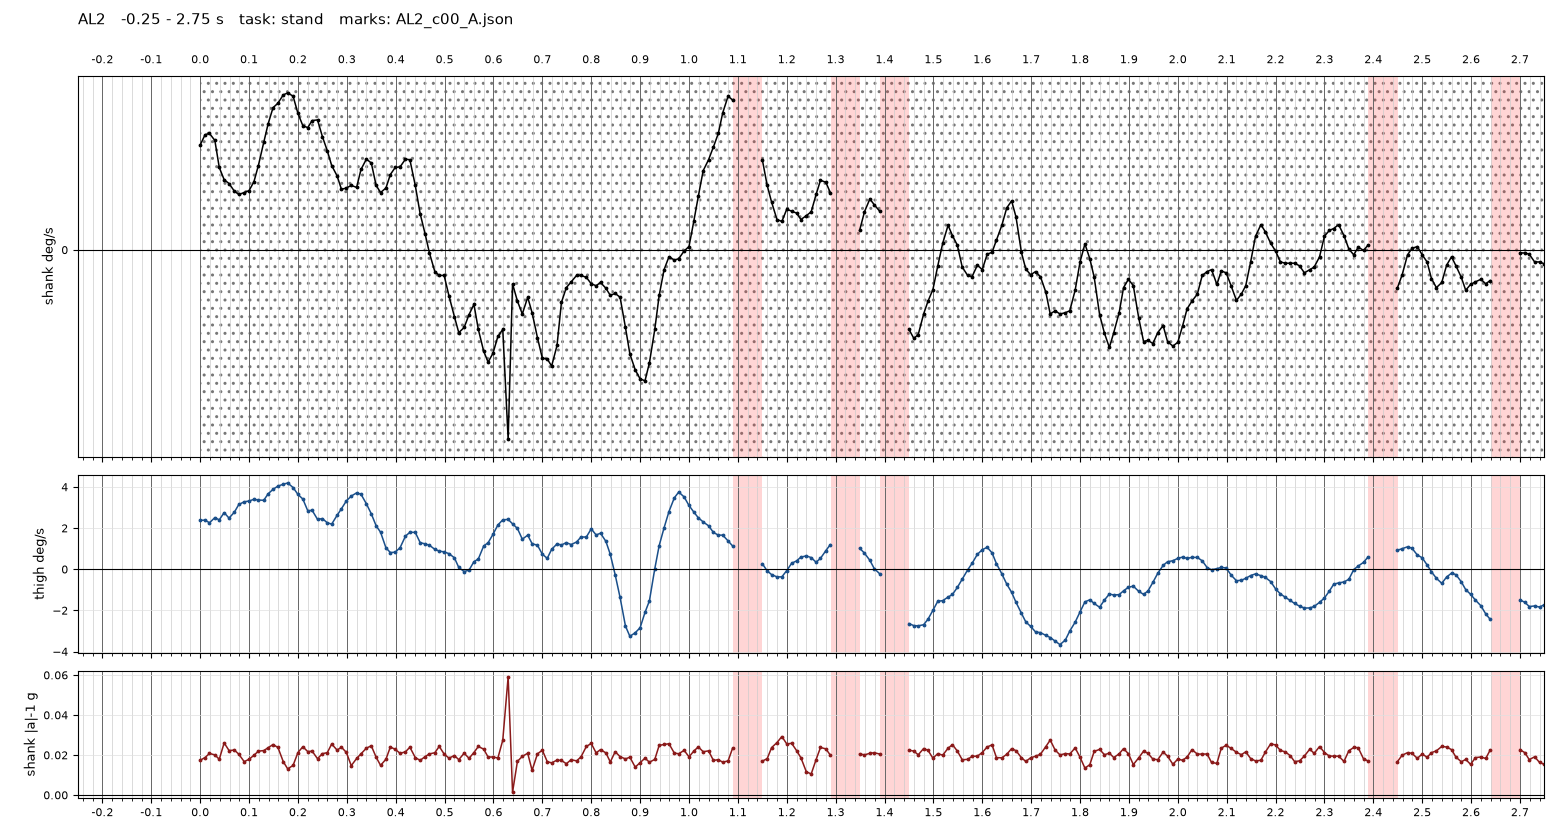 AL2 -0.25 - 2.75 s task: stand marks: AL2_c00_A.json
-0.2 -0.1 0.0 0.1 0.2 0.3 0.4 0.5 0.6 0.7 0.8 0.9 1.0 1.1 1.2 1.3 1.4 1.5 1.6 1.7 1.8 1.9 2.0 2.1 2.2 2.3 2.4 2.5 2.6 2.7
shank deg/s
0
thigh deg/s
4
2
0
−2
−4
shank |a|-1 g
0.06
0.04
0.02
0.00
-0.2 -0.1 0.0 0.1 0.2 0.3 0.4 0.5 0.6 0.7 0.8 0.9 1.0 1.1 1.2 1.3 1.4 1.5 1.6 1.7 1.8 1.9 2.0 2.1 2.2 2.3 2.4 2.5 2.6 2.7